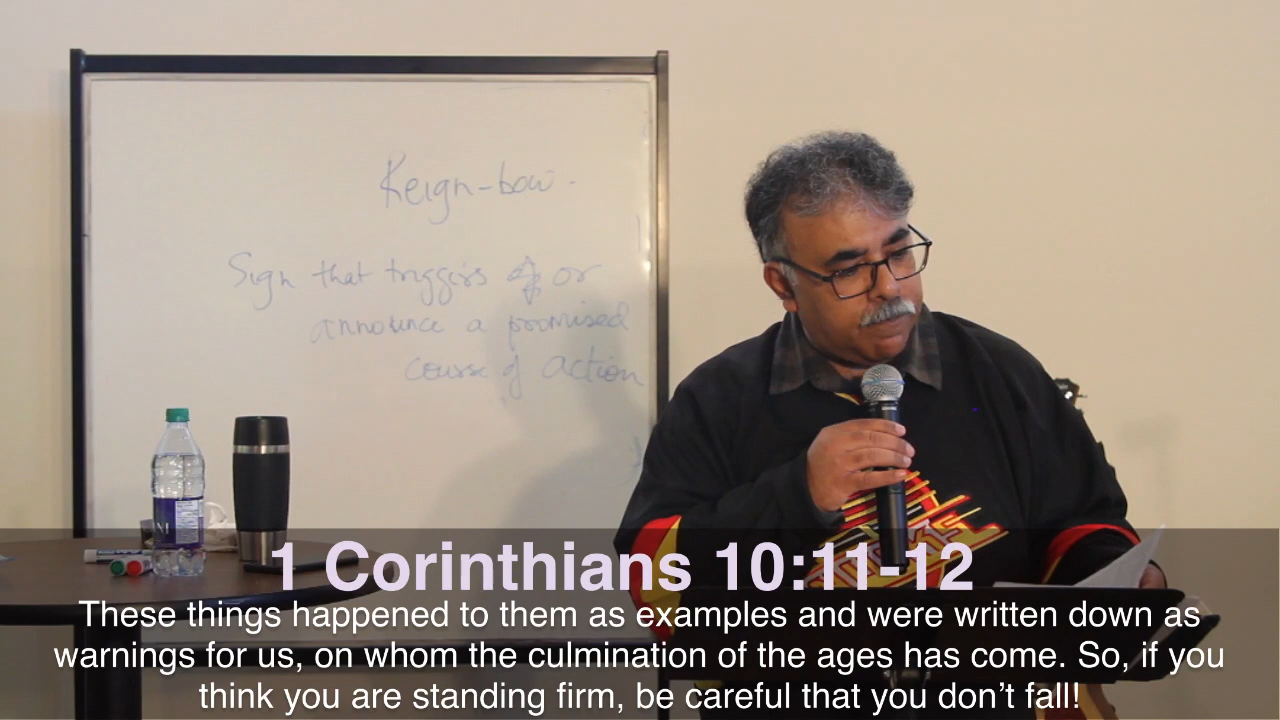 Reign-bow.
Sign that triggers of or
announce a promised
course of action
1 Corinthians 10:11-12
These things happened to them as examples and were written down as
warnings for us, on whom the culmination of the ages has come. So, if you
think you are standing firm, be careful that you don’t fall!